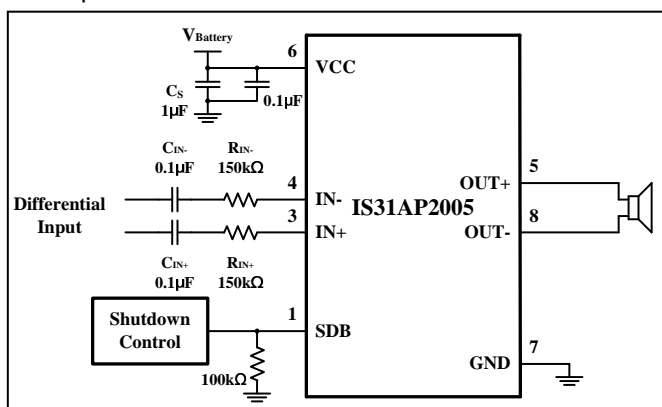 VBattery
6
VCC
CS
1µF
0.1µF
CIN-
0.1µF
RIN-
150kΩ
4
IN-
Differential
Input
3
IN+
CIN+
0.1µF
RIN+
150kΩ
IS31AP2005
5
OUT+
8
OUT-
Shutdown
Control
1
SDB
100kΩ
7
GND